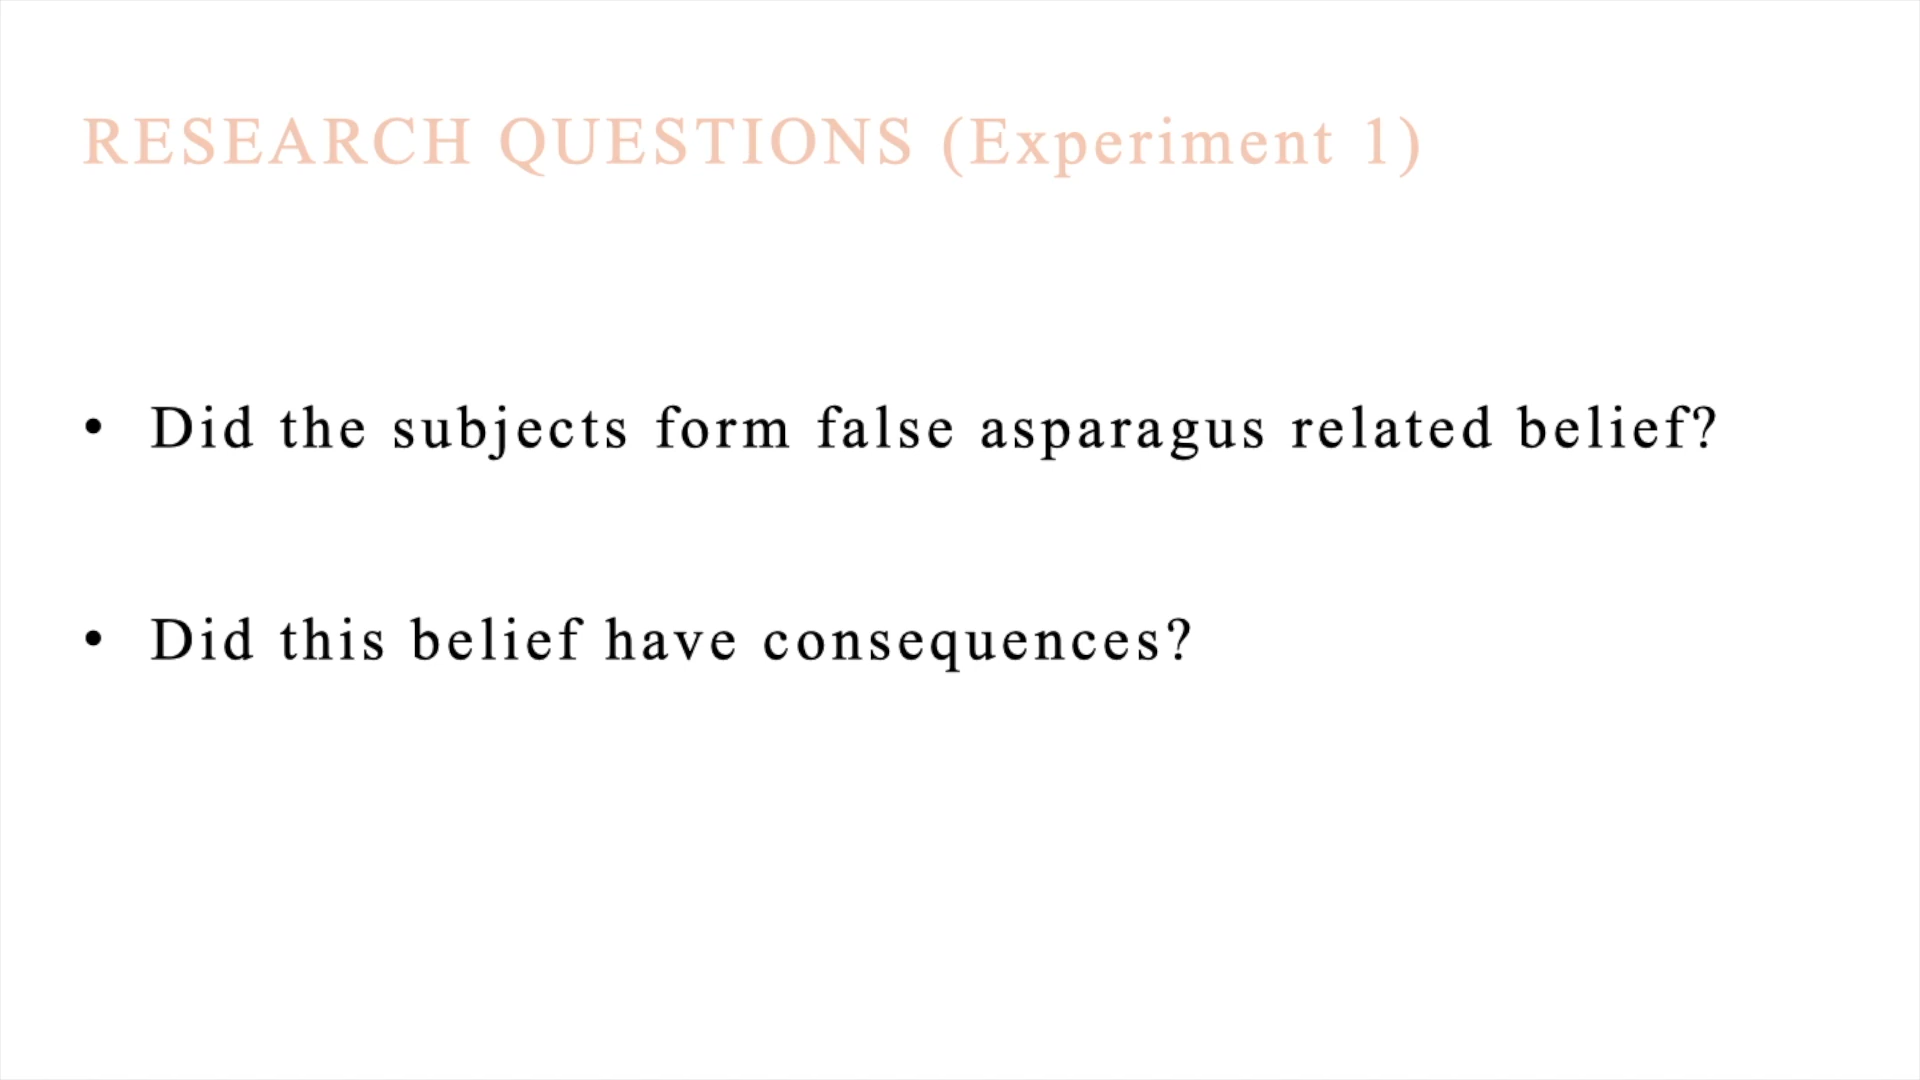 RESEARCH QUESTIONS (Experiment 1)
• Did the subjects form false asparagus related belief?
• Did this belief have consequences?